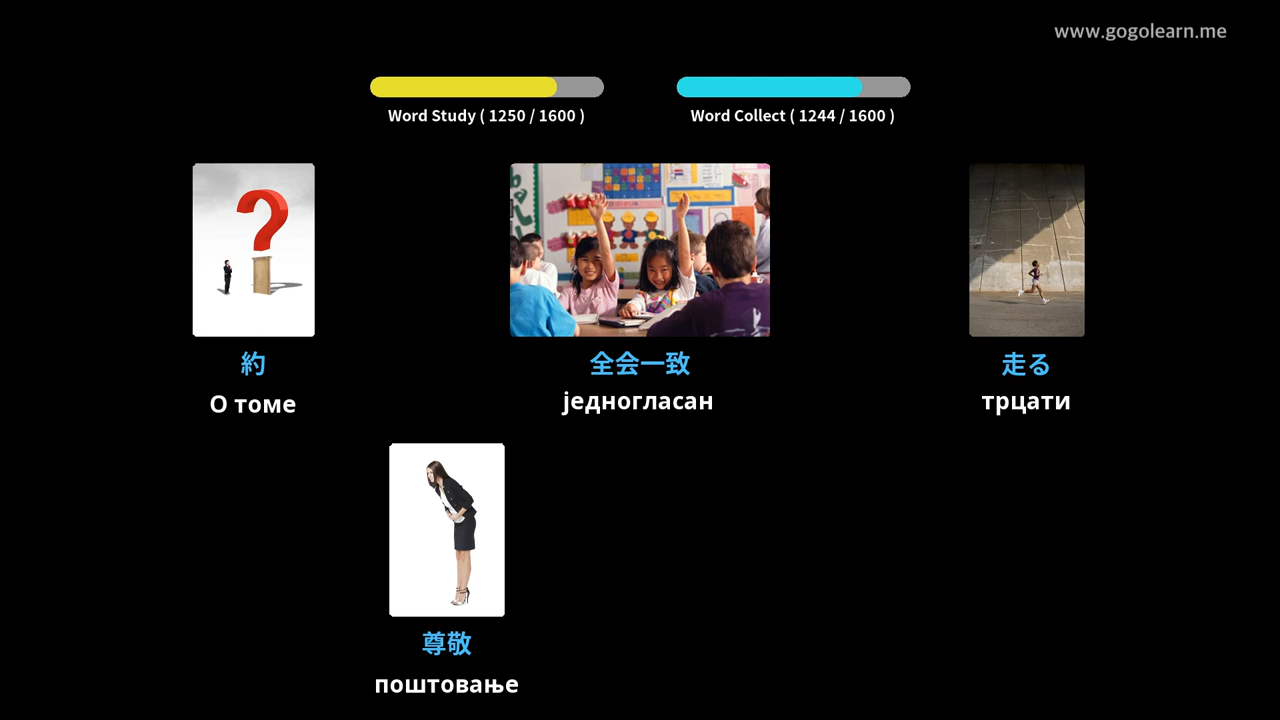 www.gogolearn.me
Word Study ( 1250 / 1600 )
Word Collect ( 1244 / 1600 )
約
О томе
全会一致
једногласан
走る
трцати
尊敬
поштовање